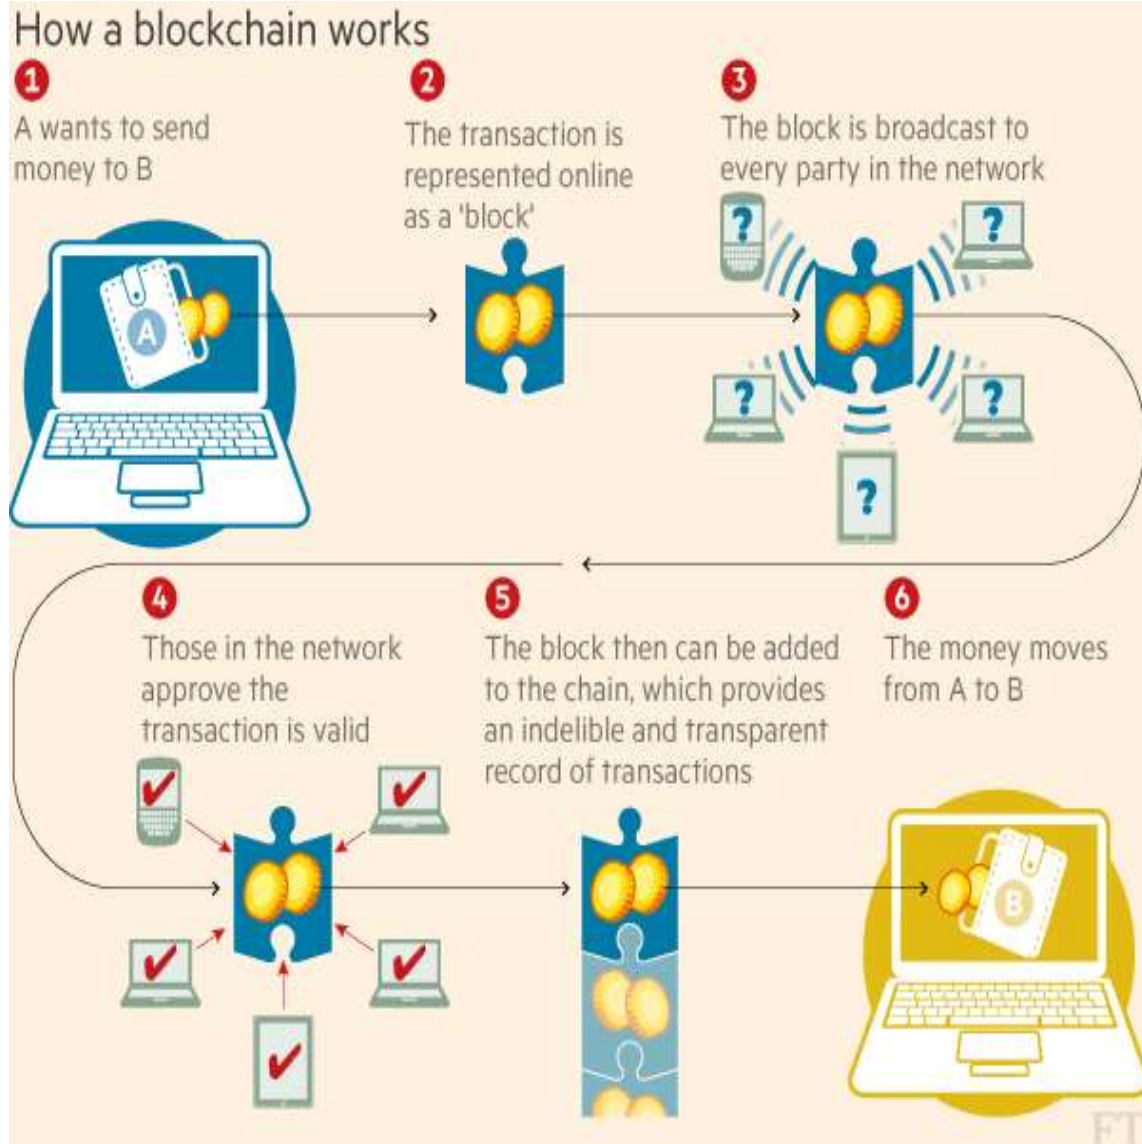 How a blockchain works
1
A wants to send
money to B
2
The transaction is
represented online
as a 'block'
3
The block is broadcast to
every party in the network
A
?
?
?
?
?
4
Those in the network
approve the
transaction is valid
5
The block then can be added
to the chain, which provides
an indelible and transparent
record of transactions
6
The money moves
from A to B
B
FT